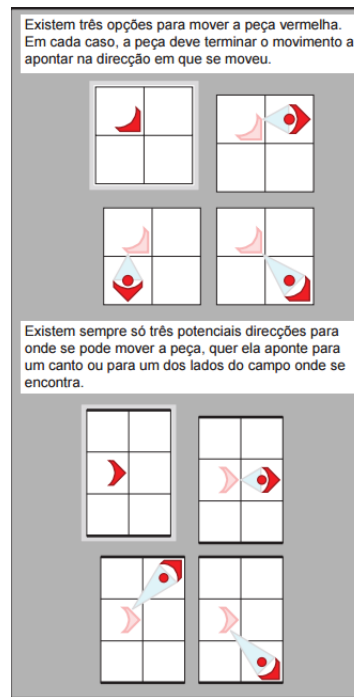 Existem três opções para mover a peça vermelha.
Em cada caso, a peça deve terminar o movimento a
apontar na direcção em que se moveu.
Existem sempre só três potenciais direcções para
onde se pode mover a peça, quer ela aponte para
um canto ou para um dos lados do campo onde se
encontra.